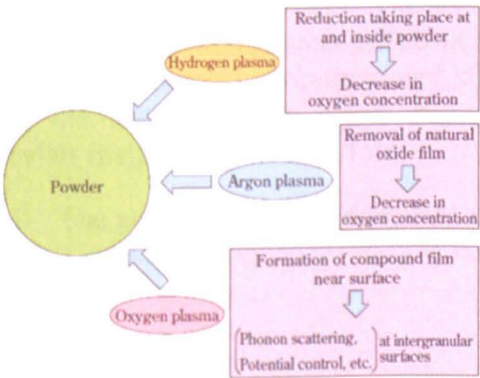 Reduction taking place at
and inside powder
Decrease in
oxygen concentration
Hydrogen plasma
Removal of natural
oxide film
Decrease in
oxygen concentration
Powder
Argon plasma
Formation of compound film
near surface
Oxygen plasma
(Phonon scattering,
Potential control, etc.) at intergranular
surfaces